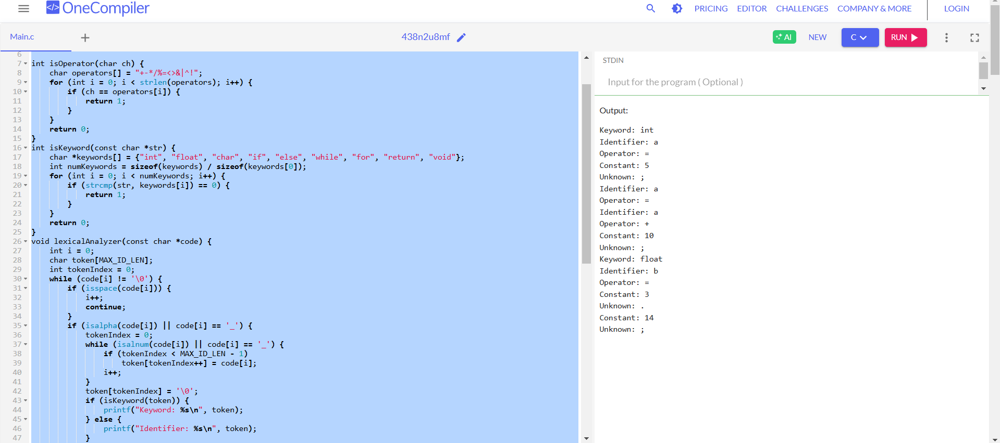 </> OneCompiler
PRICING EDITOR CHALLENGES COMPANY & MORE LOGIN
Main.c + 438n2u8mf AI NEW C RUN
6
7 int isOperator(char ch) {
8     char operators[] = "+-*/%=<>&|^!";
9     for (int i = 0; i < strlen(operators); i++) {
10         if (ch == operators[i]) {
11             return 1;
12         }
13     }
14     return 0;
15 }
16 int isKeyword(const char *str) {
17     char *keywords[] = {"int", "float", "char", "if", "else", "while", "for", "return", "void"};
18     int numKeywords = sizeof(keywords) / sizeof(keywords[0]);
19     for (int i = 0; i < numKeywords; i++) {
20         if (strcmp(str, keywords[i]) == 0) {
21             return 1;
22         }
23     }
24     return 0;
25 }
26 void lexicalAnalyzer(const char *code) {
27     int i = 0;
28     char token[MAX_ID_LEN];
29     int tokenIndex = 0;
30     while (code[i] != '\0') {
31         if (isspace(code[i])) {
32             i++;
33             continue;
34         }
35         if (isalpha(code[i]) || code[i] == '_') {
36             tokenIndex = 0;
37             while (isalnum(code[i]) || code[i] == '_') {
38                 if (tokenIndex < MAX_ID_LEN - 1)
39                     token[tokenIndex++] = code[i];
40                 i++;
41             }
42             token[tokenIndex] = '\0';
43             if (isKeyword(token)) {
44                 printf("Keyword: %s\n", token);
45             } else {
46                 printf("Identifier: %s\n", token);
47             }
STDIN
Input for the program ( Optional )
Output:
Keyword: int
Identifier: a
Operator: =
Constant: 5
Unknown: ;
Identifier: a
Operator: =
Identifier: a
Operator: +
Constant: 10
Unknown: ;
Keyword: float
Identifier: b
Operator: =
Constant: 3
Unknown: .
Constant: 14
Unknown: ;